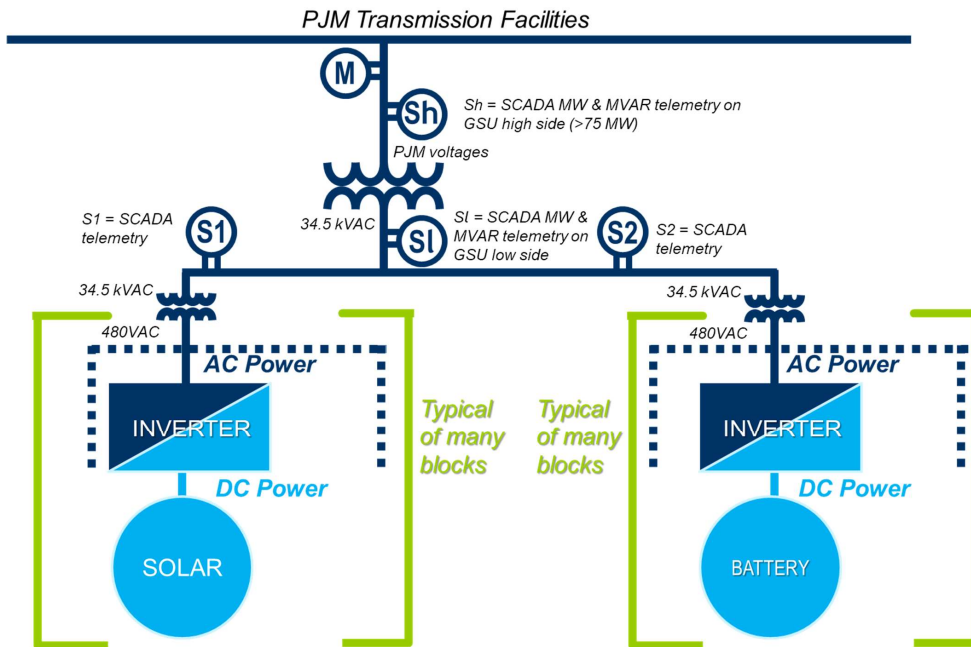 PJM Transmission Facilities
M
Sh
Sh = SCADA MW & MVAR telemetry on
GSU high side (>75 MW)
PJM voltages
34.5 kVAC
S1 = SCADA
telemetry
S1
Sl
Sl = SCADA MW &
MVAR telemetry on
GSU low side
S2
S2 = SCADA
telemetry
34.5 kVAC
480VAC
AC Power
INVERTER
DC Power
SOLAR
Typical
of many
blocks
Typical
of many
blocks
34.5 kVAC
480VAC
AC Power
INVERTER
DC Power
BATTERY